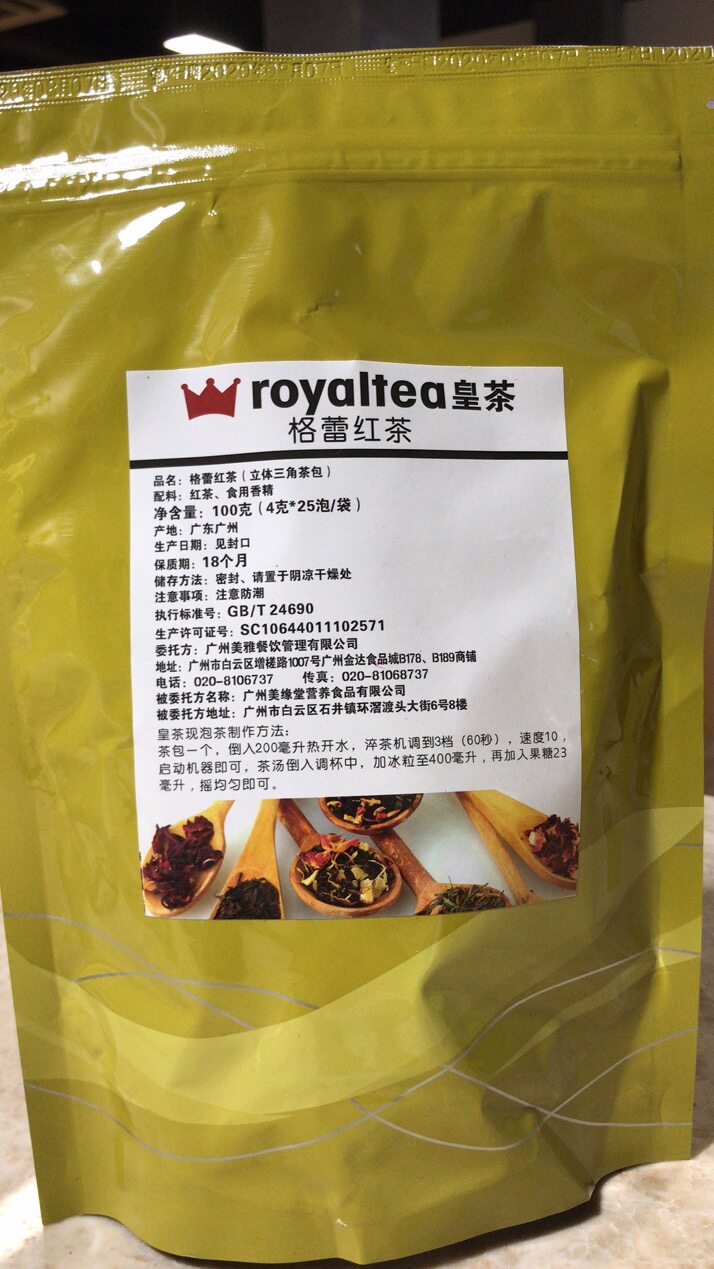 2020年08月07日
royaltea皇茶
格蕾红茶
品名：格蕾红茶（立体三角茶包）
配料：红茶、食用香精
净含量：100克（4克*25泡/袋）
产地：广东广州
生产日期：见封口
保质期：18个月
储存方法：密封、请置于阴凉干燥处
注意事项：注意防潮
执行标准号：GB/T 24690
生产许可证号：SC10644011102571
委托方：广州美雅餐饮管理有限公司
地址：广州市白云区增槎路1007号广州金达食品城B178、B189商铺
电话：020-8106737 传真：020-81068737
被委托方名称：广州美缘堂营养食品有限公司
被委托方地址：广州市白云区石井镇环滘渡头大街6号8楼
皇茶现泡茶制作方法：
茶包一个，倒入200毫升热开水，淬茶机调到3档（60秒），速度10，
启动机器即可，茶汤倒入调杯中，加冰粒至400毫升，再加入果糖23
毫升，摇均匀即可。